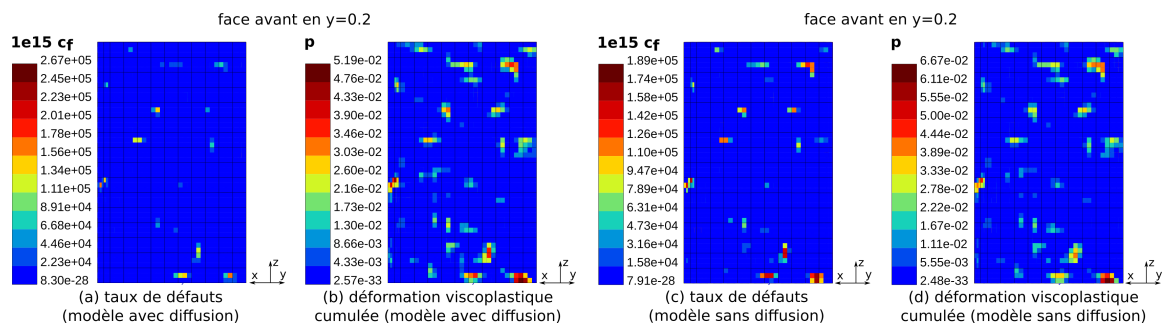 face avant en y=0.2
face avant en y=0.2
1e15 cf
2.67e+05
2.45e+05
2.23e+05
2.01e+05
1.78e+05
1.56e+05
1.34e+05
1.11e+05
8.91e+04
6.68e+04
4.46e+04
2.23e+04
8.30e-28
x
z
y
p
5.19e-02
4.76e-02
4.33e-02
3.90e-02
3.46e-02
3.03e-02
2.60e-02
2.16e-02
1.73e-02
1.30e-02
8.66e-03
4.33e-03
2.57e-33
x
z
y
1e15 cf
1.89e+05
1.74e+05
1.58e+05
1.42e+05
1.26e+05
1.10e+05
9.47e+04
7.89e+04
6.31e+04
4.73e+04
3.16e+04
1.58e+04
7.91e-28
x
z
y
p
6.67e-02
6.11e-02
5.55e-02
5.00e-02
4.44e-02
3.89e-02
3.33e-02
2.78e-02
2.22e-02
1.67e-02
1.11e-02
5.55e-03
2.48e-33
x
z
y
(a) taux de défauts
(modèle avec diffusion)
(b) déformation viscoplastique
cumulée (modèle avec diffusion)
(c) taux de défauts
(modèle sans diffusion)
(d) déformation viscoplastique
cumulée (modèle sans diffusion)